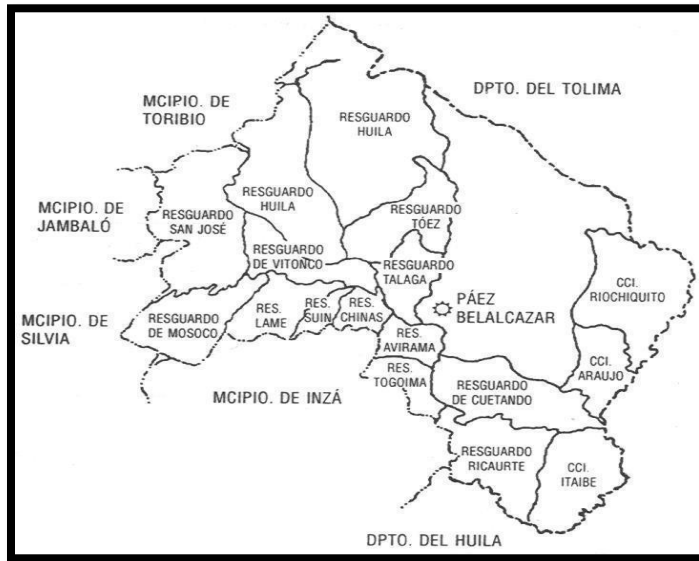 DPTO. DEL TOLIMA
MCIPIO. DE
TORIBIO
RESGUARDO
HUILA
MCIPIO. DE
JAMBALÓ
RESGUARDO
SAN JOSÉ
RESGUARDO
HUILA
RESGUARDO
TÓEZ
RESGUARDO
DE VITONCO
RESGUARDO
TALAGA
CCI.
RIOCHIQUITO
MCIPIO. DE
SILVIA
RESGUARDO
DE MOSOCO
RES.
LAME
RES.
SUIN
RES.
CHINAS
PÁEZ
BELALCAZAR
RES.
AVIRAMA
CCI.
ARAUJO
MCIPIO. DE INZÁ
RES.
TOGOIMA
RESGUARDO
DE CUETANDO
RESGUARDO
RICAURTE
CCI.
ITAIBE
DPTO. DEL HUILA